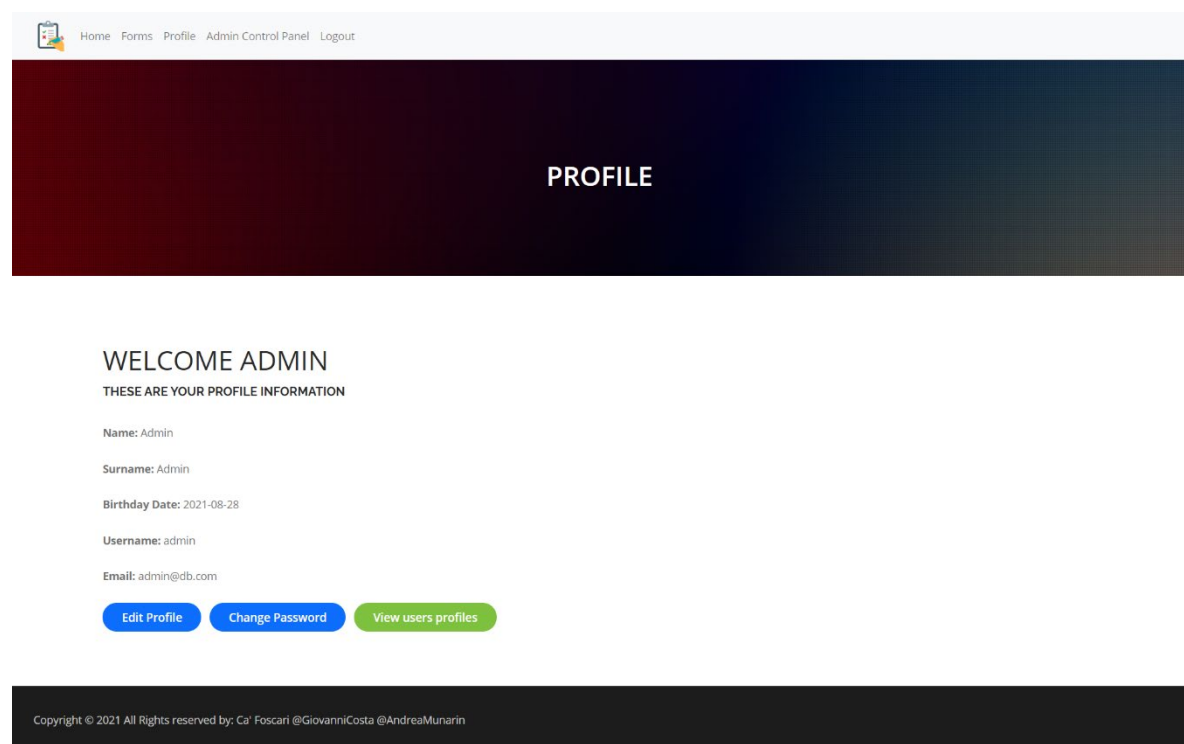 Home Forms Profile Admin Control Panel Logout
PROFILE
WELCOME ADMIN
THESE ARE YOUR PROFILE INFORMATION
Name: Admin
Surname: Admin
Birthday Date: 2021-08-28
Username: admin
Email: admin@db.com
Edit Profile Change Password View users profiles
Copyright © 2021 All Rights reserved by: Ca' Foscari @GiovanniCosta @AndreaMunarin